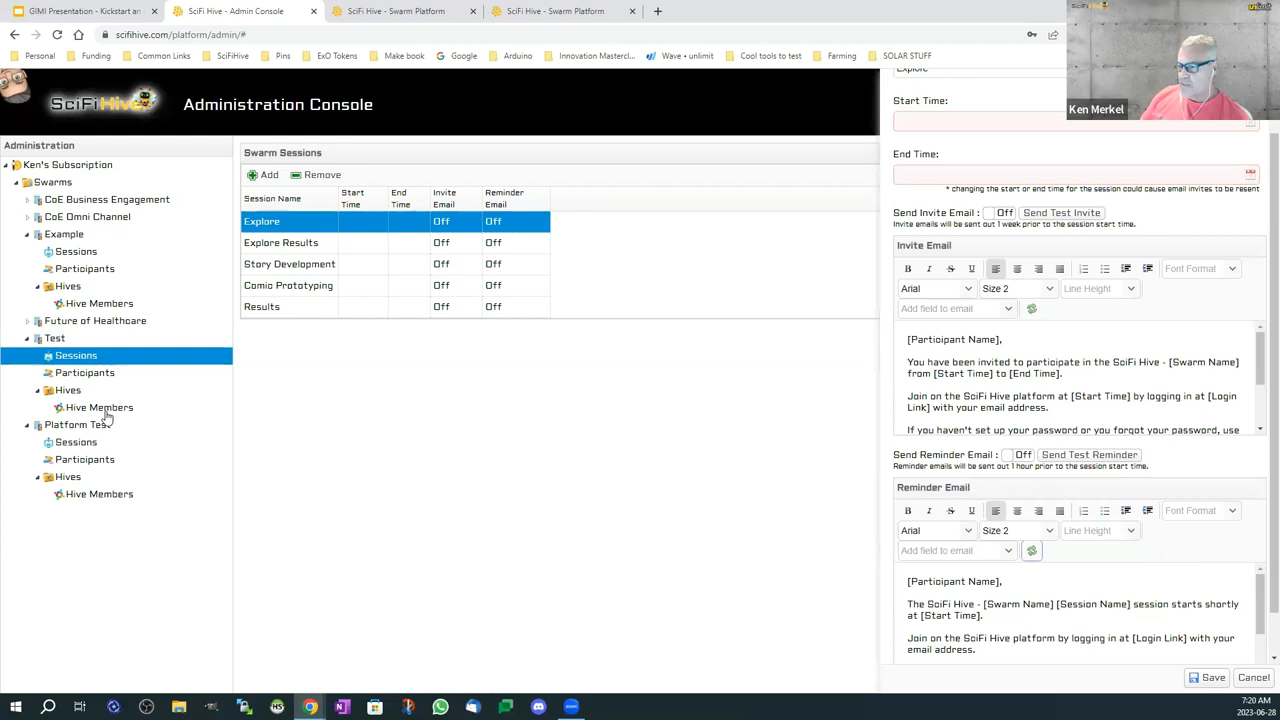 GIMI Presentation - Kickstart an
SciFi Hive - Admin Console
SciFi Hive - Swarm Platform
SciFi Hive - Swarm Platform
scifihive.com/platform/admin/#
Personal
Funding
Common Links
SciFiHive
Pins
ExO Tokens
Make book
Google
Arduino
Innovation Mastercl...
Wave • unlimit
Cool tools to test
Farming
SOLAR STUFF
SciFiHive
Ken Merkel
SciFiHive
Administration Console
Administration
Ken's Subscription
Swarms
CoE Business Engagement
CoE Omni Channel
Example
Sessions
Participants
Hives
Hive Members
Future of Healthcare
Test
Sessions
Participants
Hives
Hive Members
Platform Test
Sessions
Participants
Hives
Hive Members
Swarm Sessions
Add
Remove
Session Name
Start Time
End Time
Invite Email
Reminder Email
Explore Off Off
Explore Results Off Off
Story Development Off Off
Comic Prototyping Off Off
Results Off Off
Explore
Start Time:
End Time:
* changing the start or end time for the session could cause email invites to be resent
Send Invite Email : Off Send Test Invite
Invite emails will be sent out 1 week prior to the session start time.
Invite Email
B I S U
Font Format
Arial
Size 2
Line Height
Add field to email
[Participant Name],
You have been invited to participate in the SciFi Hive - [Swarm Name]
from [Start Time] to [End Time].
Join on the SciFi Hive platform at [Start Time] by logging in at [Login
Link] with your email address.
If you haven't set up your password or you forgot your password, use
Send Reminder Email : Off Send Test Reminder
Reminder emails will be sent out 1 hour prior to the session start time.
Reminder Email
B I S U
Font Format
Arial
Size 2
Line Height
Add field to email
[Participant Name],
The SciFi Hive - [Swarm Name] [Session Name] session starts shortly
at [Start Time].
Join on the SciFi Hive platform by logging in at [Login Link] with your
email address.
Save
Cancel
7:20 AM
2023-06-28